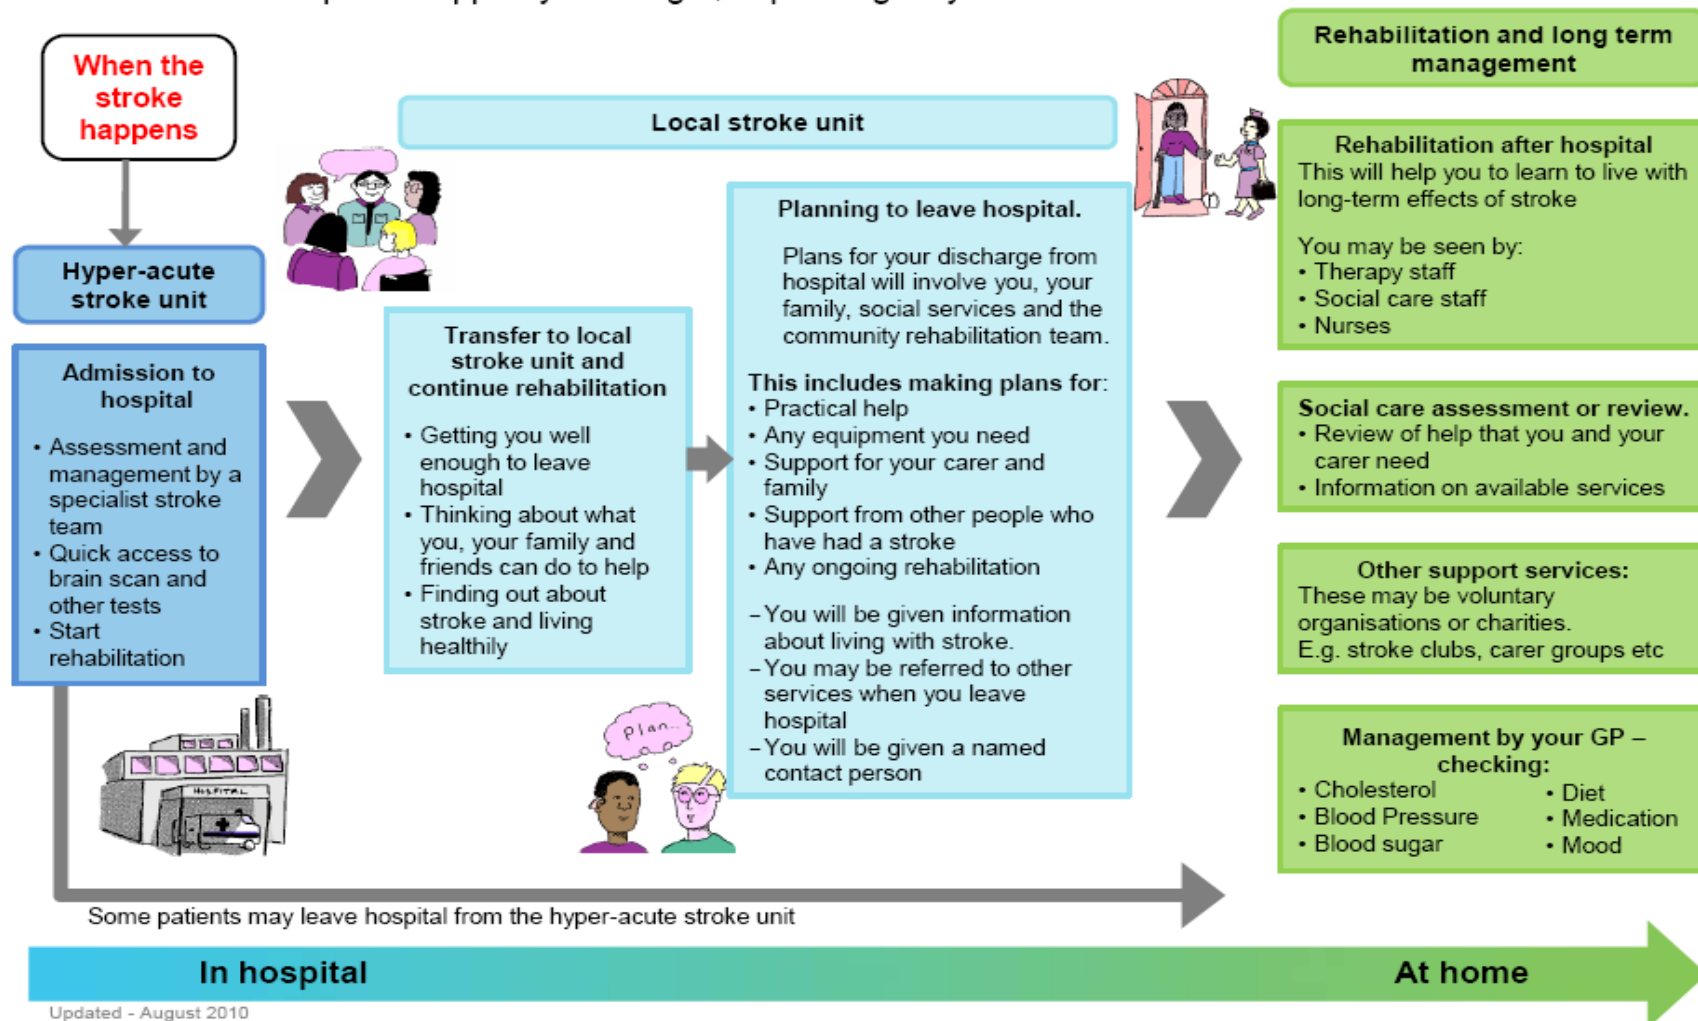 When the
stroke
happens
Hyper-acute
stroke unit
Admission to
hospital
• Assessment and
management by a
specialist stroke
team
• Quick access to
brain scan and
other tests
• Start
rehabilitation
Local stroke unit
Transfer to local
stroke unit and
continue rehabilitation
• Getting you well
enough to leave
hospital
• Thinking about what
you, your family and
friends can do to help
• Finding out about
stroke and living
healthily
Planning to leave hospital.
Plans for your discharge from
hospital will involve you, your
family, social services and the
community rehabilitation team.
This includes making plans for:
• Practical help
• Any equipment you need
• Support for your carer and
family
• Support from other people who
have had a stroke
• Any ongoing rehabilitation
– You will be given information
about living with stroke.
– You may be referred to other
services when you leave
hospital
– You will be given a named
contact person
Plan...
HOSPITAL
Rehabilitation and long term
management
Rehabilitation after hospital
This will help you to learn to live with
long-term effects of stroke
You may be seen by:
• Therapy staff
• Social care staff
• Nurses
Social care assessment or review.
• Review of help that you and your
carer need
• Information on available services
Other support services:
These may be voluntary
organisations or charities.
E.g. stroke clubs, carer groups etc
Management by your GP –
checking:
• Cholesterol
• Blood Pressure
• Blood sugar
• Diet
• Medication
• Mood
Some patients may leave hospital from the hyper-acute stroke unit
In hospital
At home
Updated - August 2010